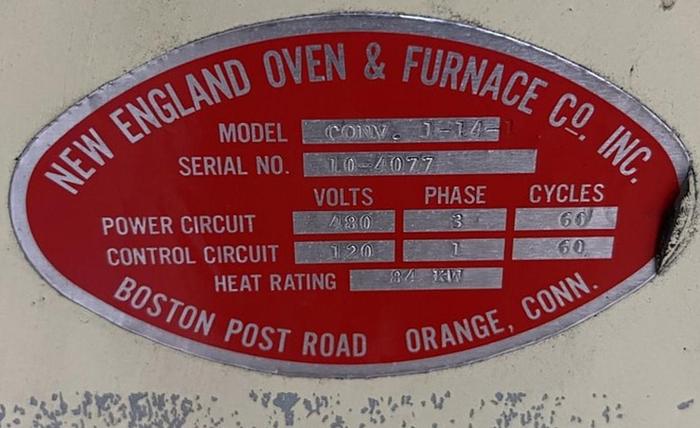 NEW ENGLAND OVEN & FURNACE CO. INC.
MODEL CONV. J-14-
SERIAL NO. 10-4077
VOLTS PHASE CYCLES
POWER CIRCUIT 480 3 60
CONTROL CIRCUIT 120 1 60
HEAT RATING 84 KW
BOSTON POST ROAD ORANGE, CONN.